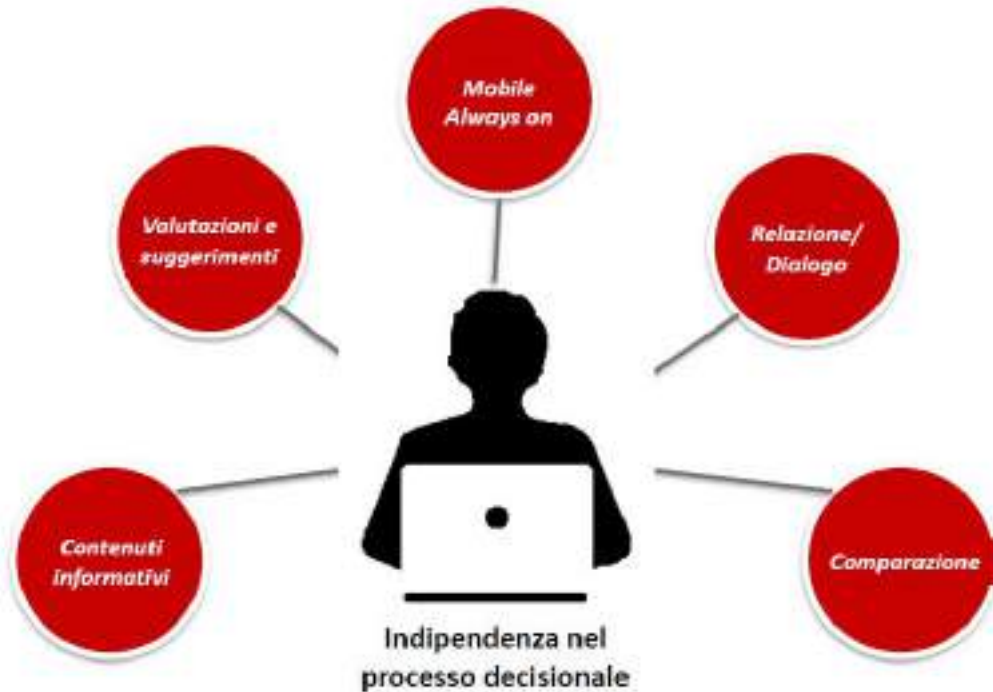 Mobile
Always on
Valutazioni e
suggerimenti
Relazione/
Dialogo
Contenuti
informativi
Comparazione
Indipendenza nel
processo decisionale